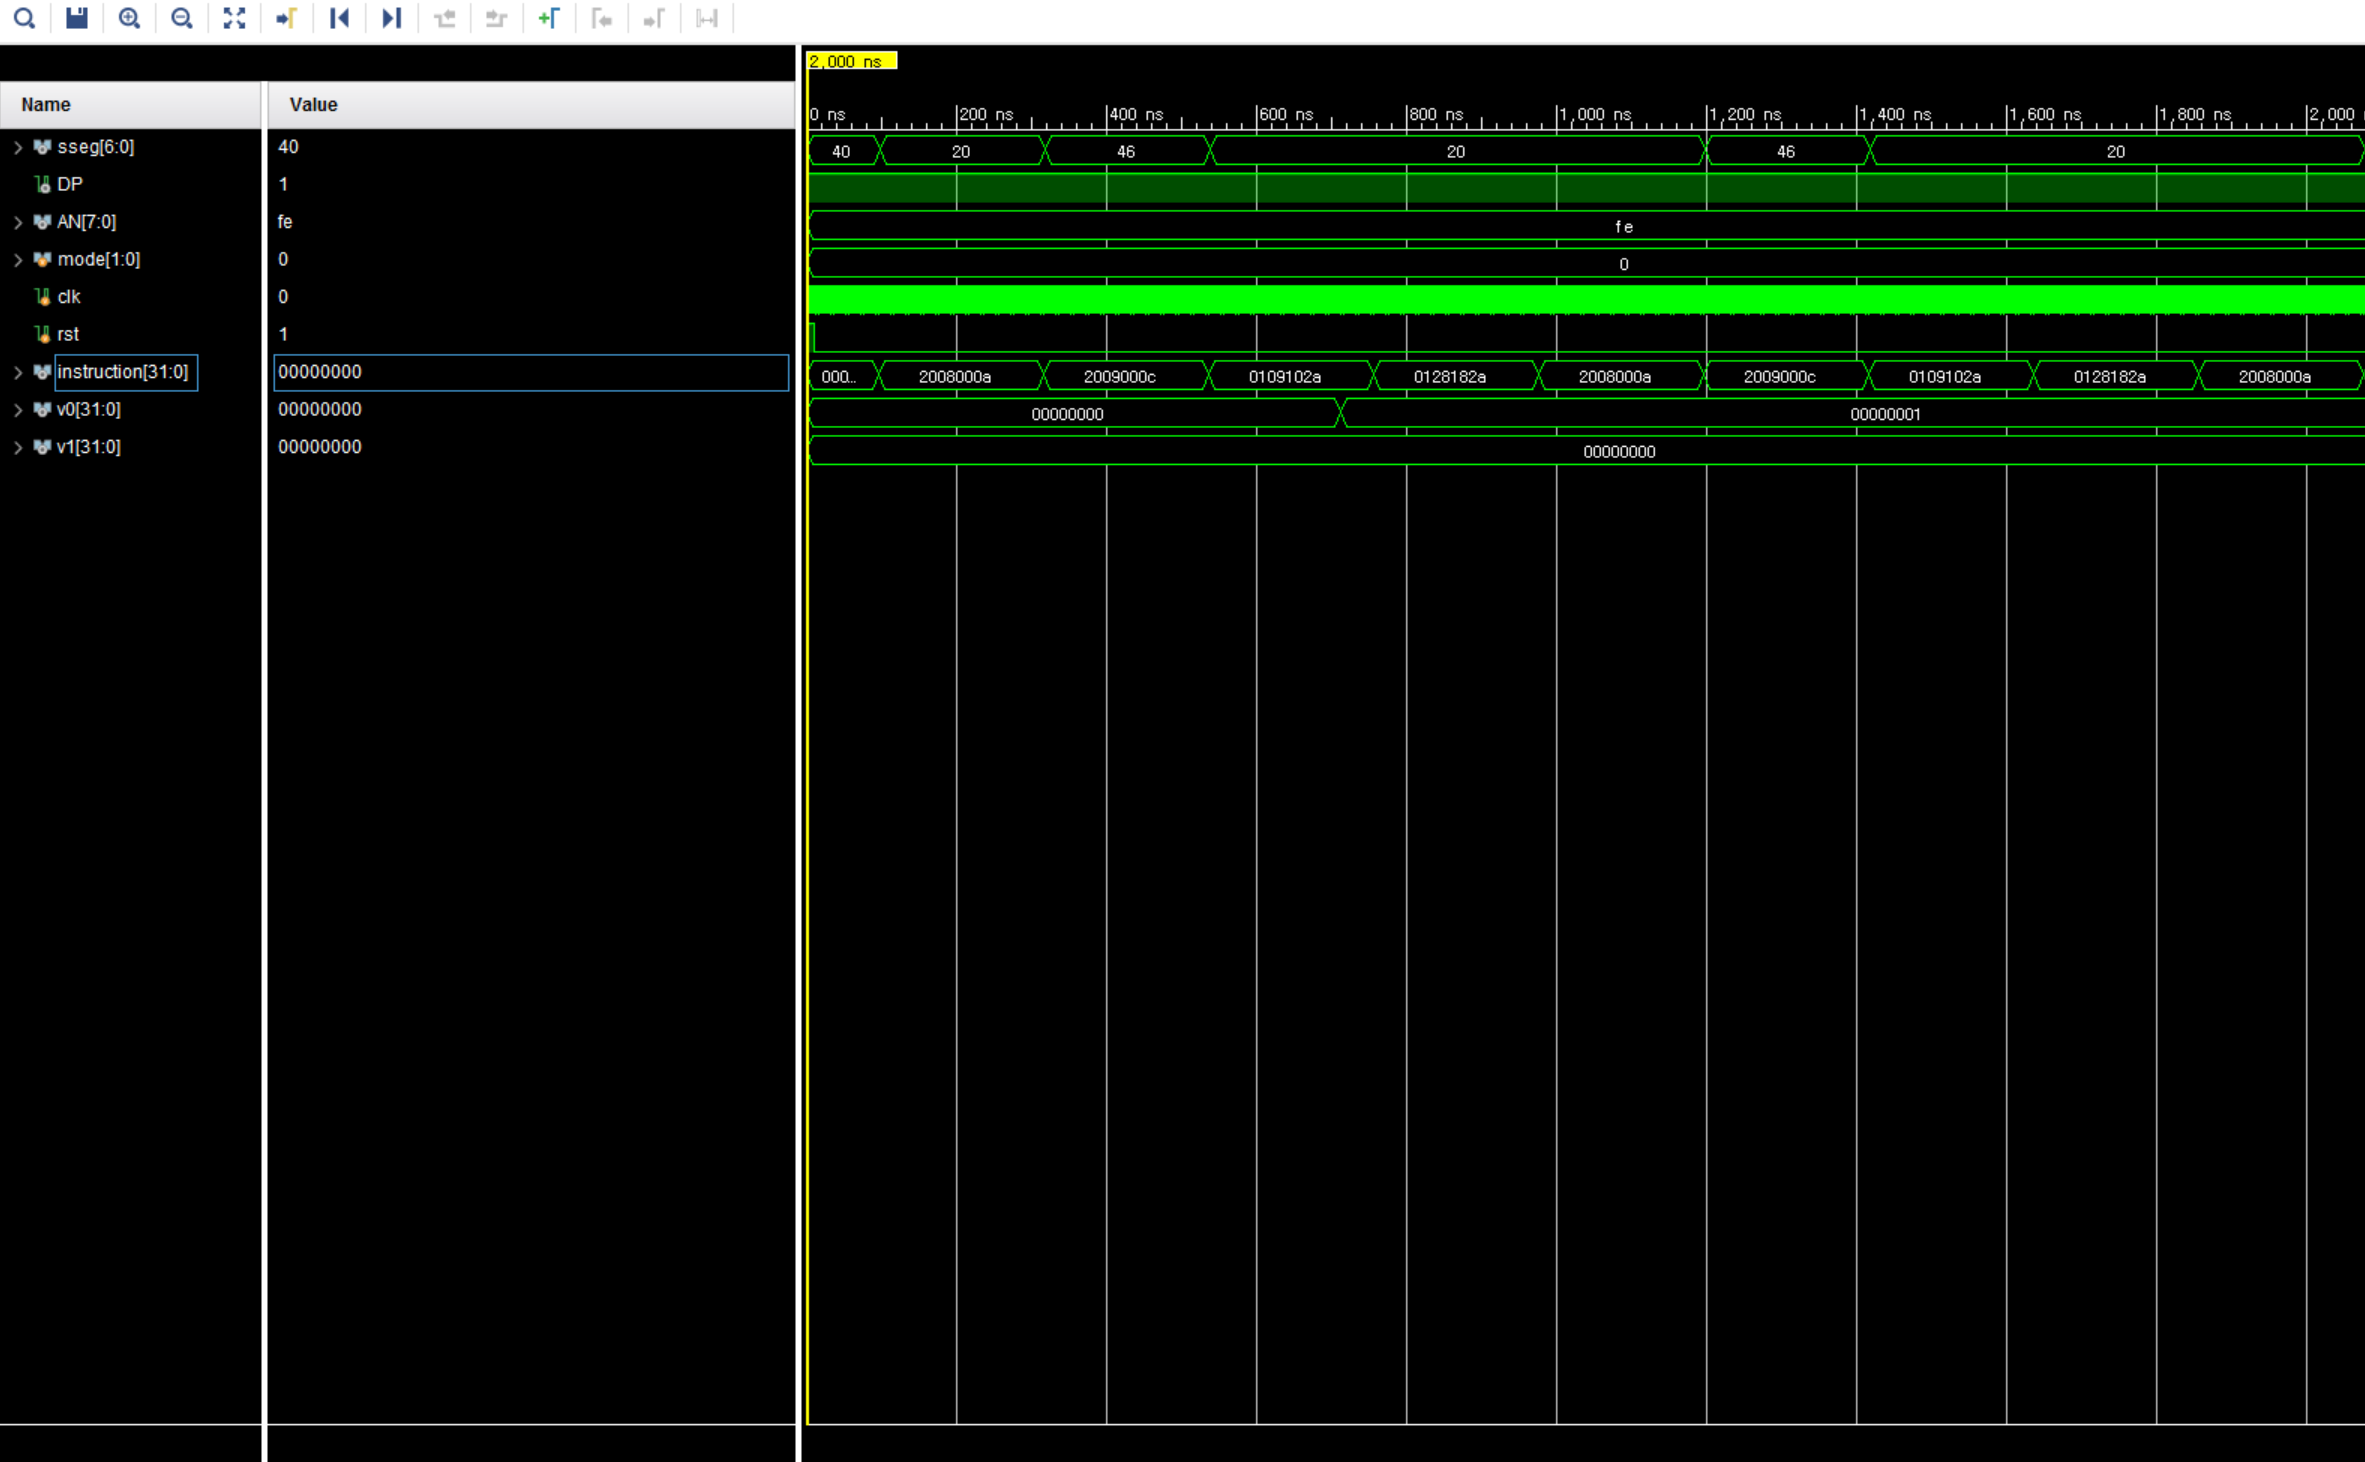 2,000 ns
Name Value
0 ns 200 ns 400 ns 600 ns 800 ns 1,000 ns 1,200 ns 1,400 ns 1,600 ns 1,800 ns 2,000
sseg[6:0] 40 40 20 46 20 46 20
DP 1
AN[7:0] fe fe
mode[1:0] 0 0
clk 0
rst 1
instruction[31:0] 00000000 000... 2008000a 2009000c 0109102a 0128182a 2008000a 2009000c 0109102a 0128182a 2008000a
v0[31:0] 00000000 00000000 00000001
v1[31:0] 00000000 00000000